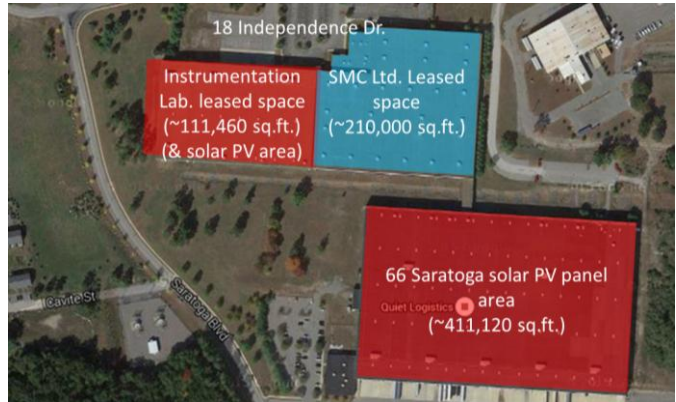 18 Independence Dr.
Instrumentation
Lab. leased space
(~111,460 sq.ft.)
(& solar PV area)
SMC Ltd. Leased
space
(~210,000 sq.ft.)
66 Saratoga solar PV panel
area
Quiet Logistics
(~411,120 sq.ft.)
Cavite St
Saratoga Blvd